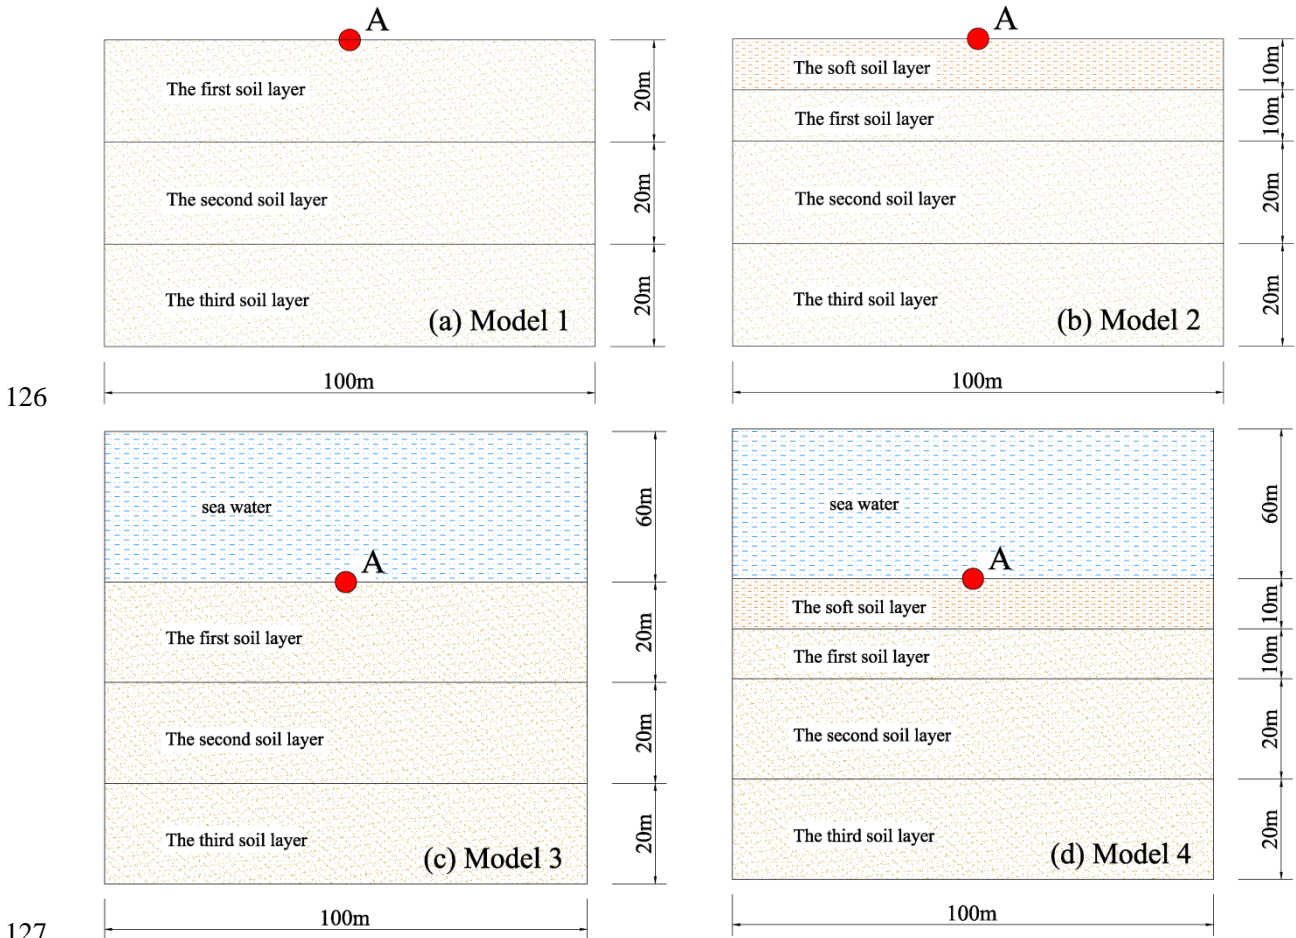 A
The first soil layer
The second soil layer
The third soil layer
(a) Model 1
20m
20m
20m
100m
A
The soft soil layer
The first soil layer
The second soil layer
The third soil layer
(b) Model 2
10m
10m
20m
20m
100m
126
sea water
A
The first soil layer
The second soil layer
The third soil layer
(c) Model 3
60m
20m
20m
20m
100m
sea water
A
The soft soil layer
The first soil layer
The second soil layer
The third soil layer
(d) Model 4
60m
10m
10m
20m
20m
100m
127